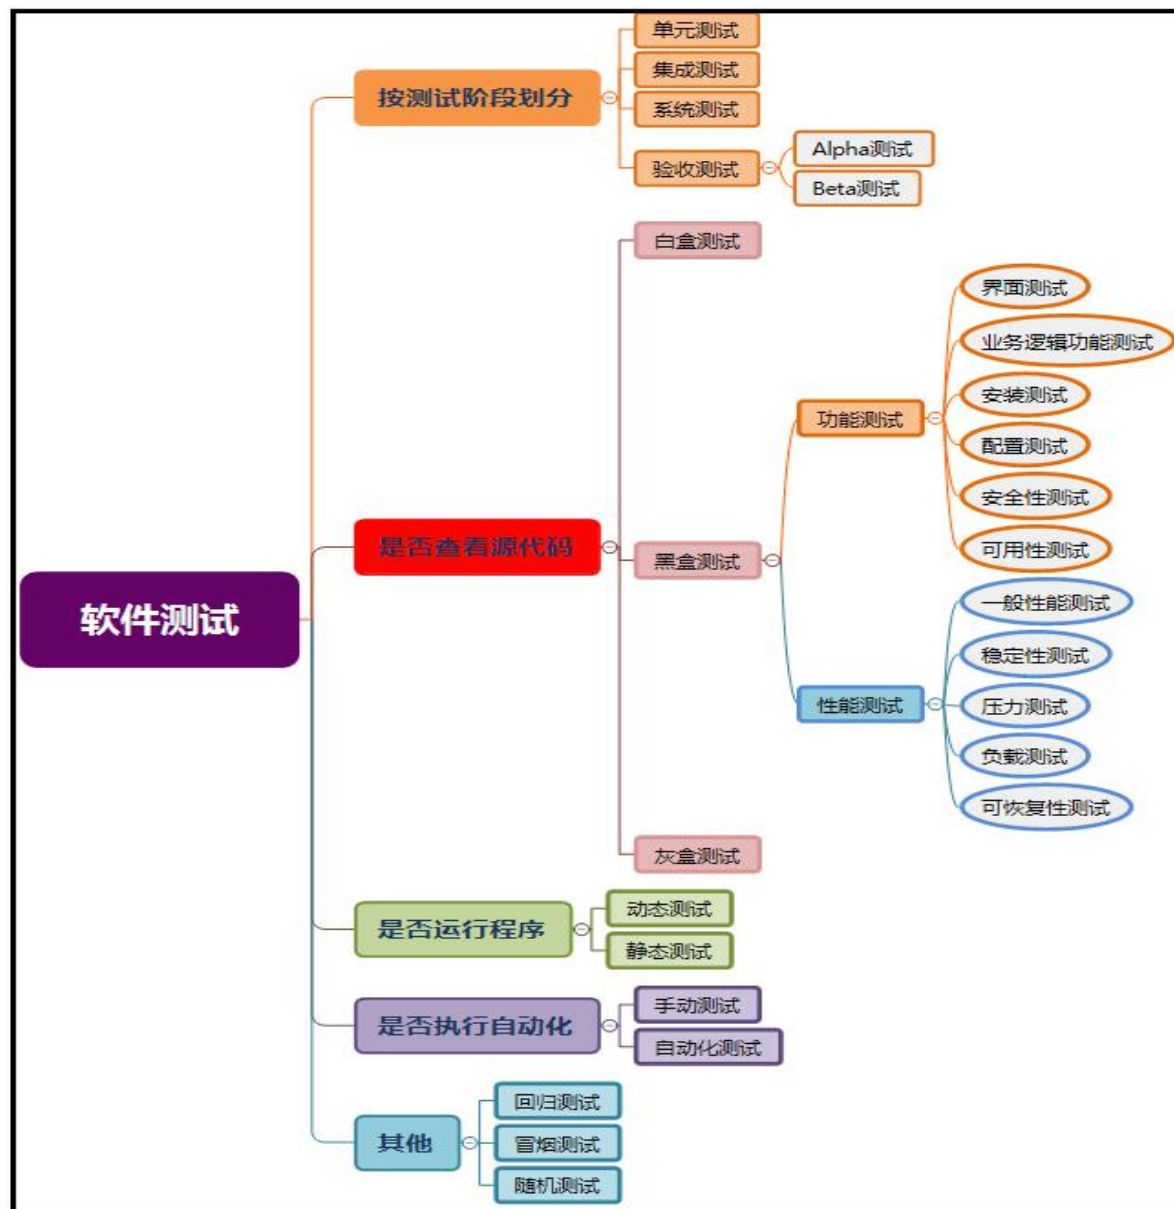 软件测试
按测试阶段划分
单元测试
集成测试
系统测试
验收测试
Alpha测试
Beta测试
是否查看源代码
白盒测试
黑盒测试
功能测试
界面测试
业务逻辑功能测试
安装测试
配置测试
安全性测试
可用性测试
性能测试
一般性能测试
稳定性测试
压力测试
负载测试
可恢复性测试
灰盒测试
是否运行程序
动态测试
静态测试
是否执行自动化
手动测试
自动化测试
其他
回归测试
冒烟测试
随机测试